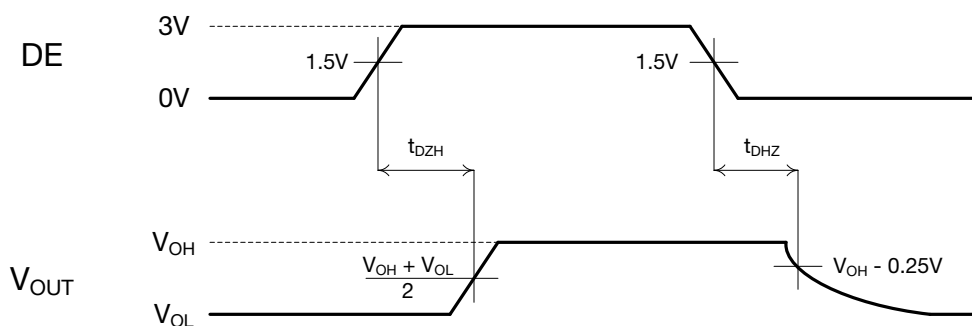 3V
DE
1.5V
1.5V
0V
tDZH
tDHZ
VOH
VOH + VOL
2
VOH - 0.25V
VOUT
VOL